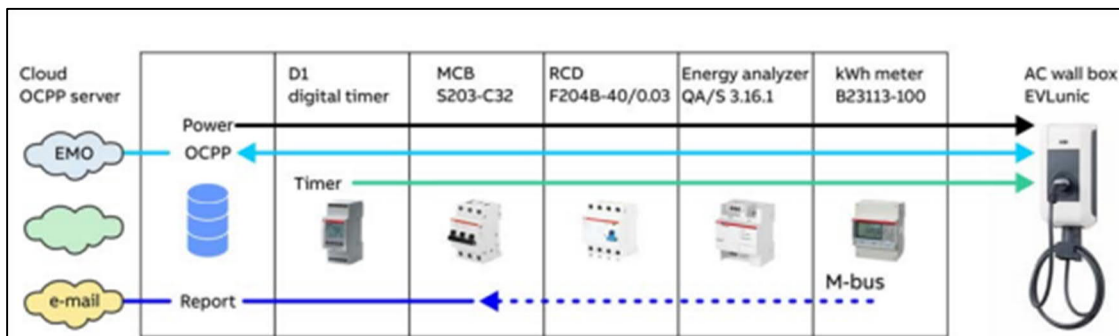 Cloud
OCPP server
D1
digital timer
MCB
S203-C32
RCD
F204B-40/0.03
Energy analyzer
QA/S 3.16.1
kWh meter
B23113-100
AC wall box
EVLunic
Power
EMO
OCPP
Timer
M-bus
e-mail
Report